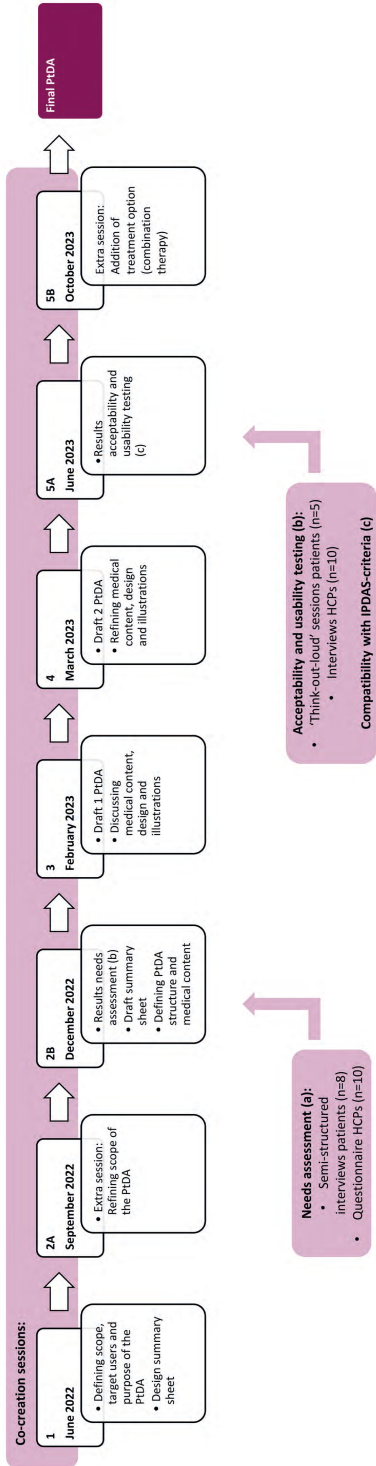 Co-creation sessions:
1
June 2022
• Defining scope,
target users and
purpose of the
PtDA
• Design summary
sheet
2A
September 2022
• Extra session:
Refining scope of
the PtDA
2B
December 2022
• Results needs
assessment (b)
• Draft summary
sheet
• Defining PtDA
structure and
medical content
3
February 2023
• Draft 1 PtDA
• Discussing
medical content,
design and
illustrations
4
March 2023
• Draft 2 PtDA
• Refining medical
content, design
and illustrations
5A
June 2023
•Results
acceptability and
usability testing
(c)
5B
October 2023
Extra session:
Addition of
treatment option
(combination
therapy)
Final PtDA
Needs assessment (a):
• Semi-structured
interviews patients (n=8)
• Questionnaire HCPs (n=10)
Acceptability and usability testing (b):
• 'Think-out-loud' sessions patients (n=5)
• Interviews HCPs (n=10)
Compatibility with IPDAS-criteria (c)